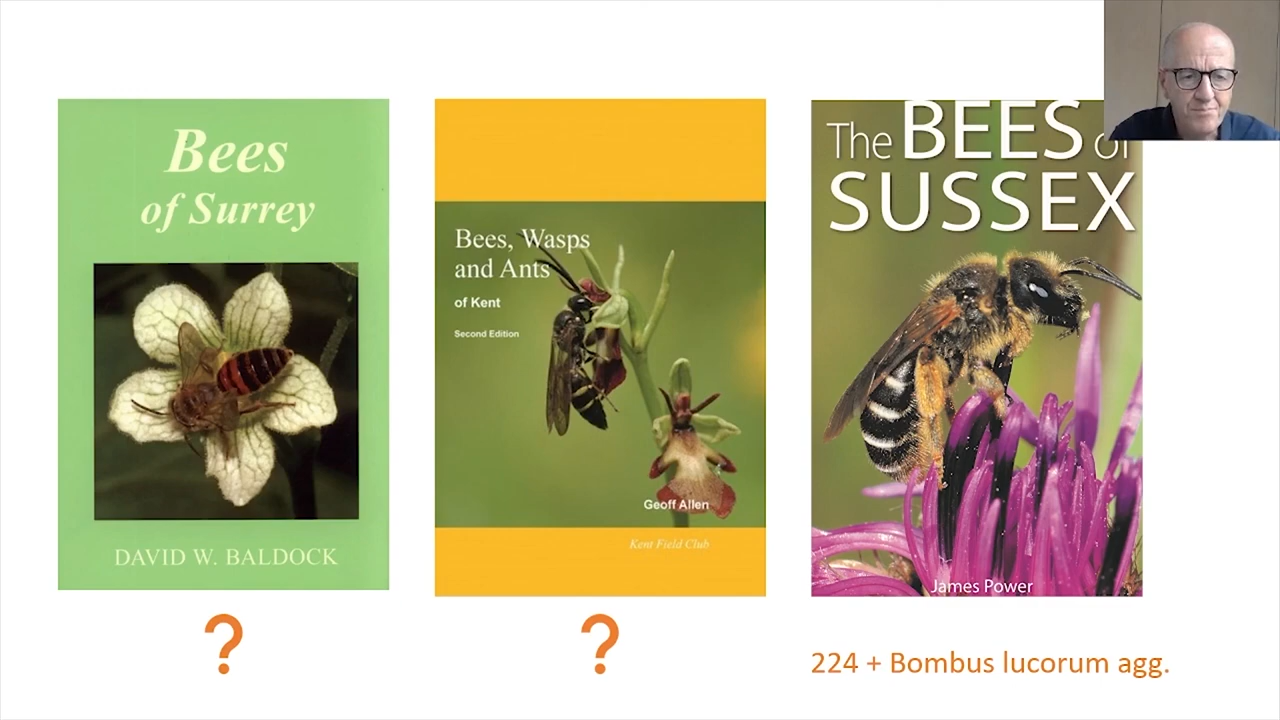 Bees
of Surrey
DAVID W. BALDOCK
?
Bees, Wasps
and Ants
of Kent
Second Edition
Geoff Allen
Kent Field Club
?
The BEES of
SUSSEX
James Power
224 + Bombus lucorum agg.